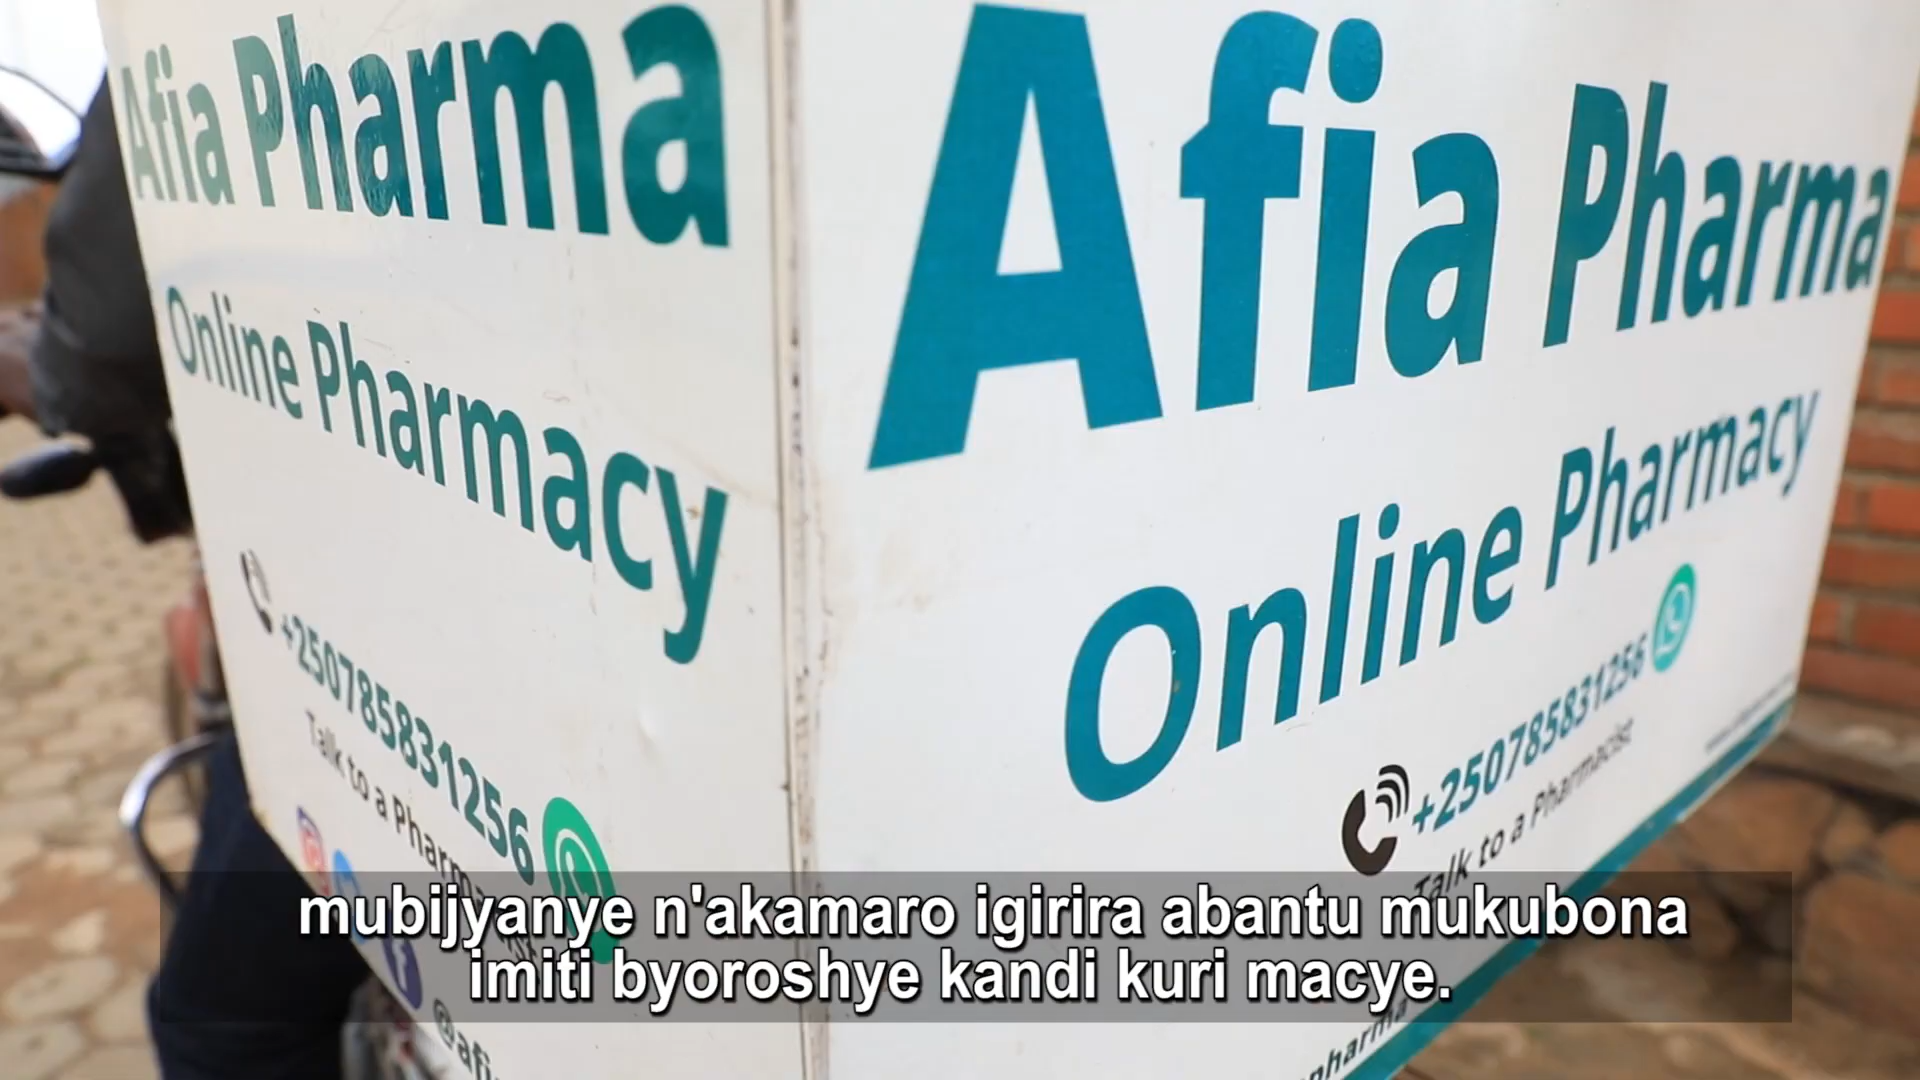 Afia Pharma
Online Pharmacy
+250785831256
Talk to a
Afia Pharma
Online Pharmacy
+250785831256
Talk to a Pharmacist
mubijyanye n'akamaro igirira abantu mukubona
imiti byoroshye kandi kuri macye.